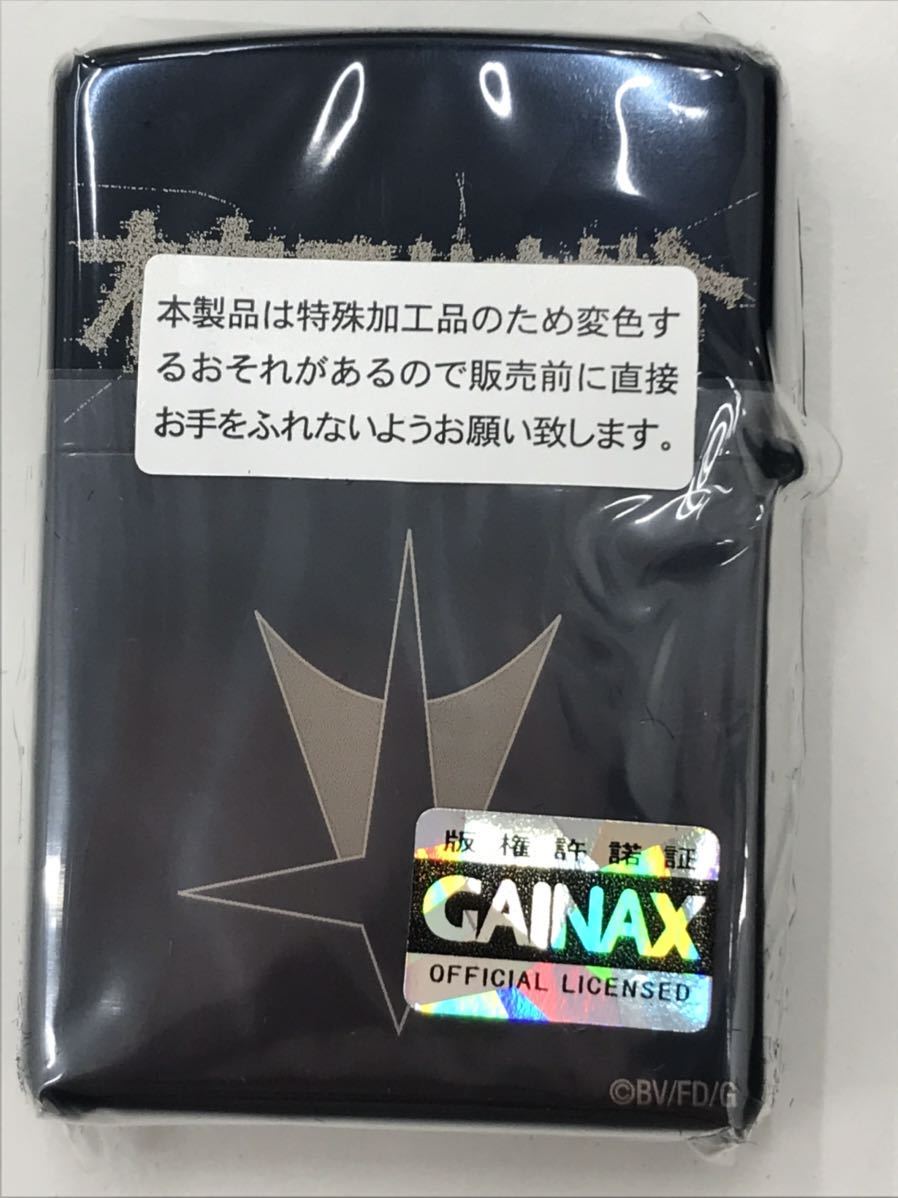 本製品は特殊加工品のため変色す
るおそれがあるので販売前に直接
お手をふれないようお願い致します。
版権許諾証
GAINAX
OFFICIAL LICENSED
©BV/FD/G